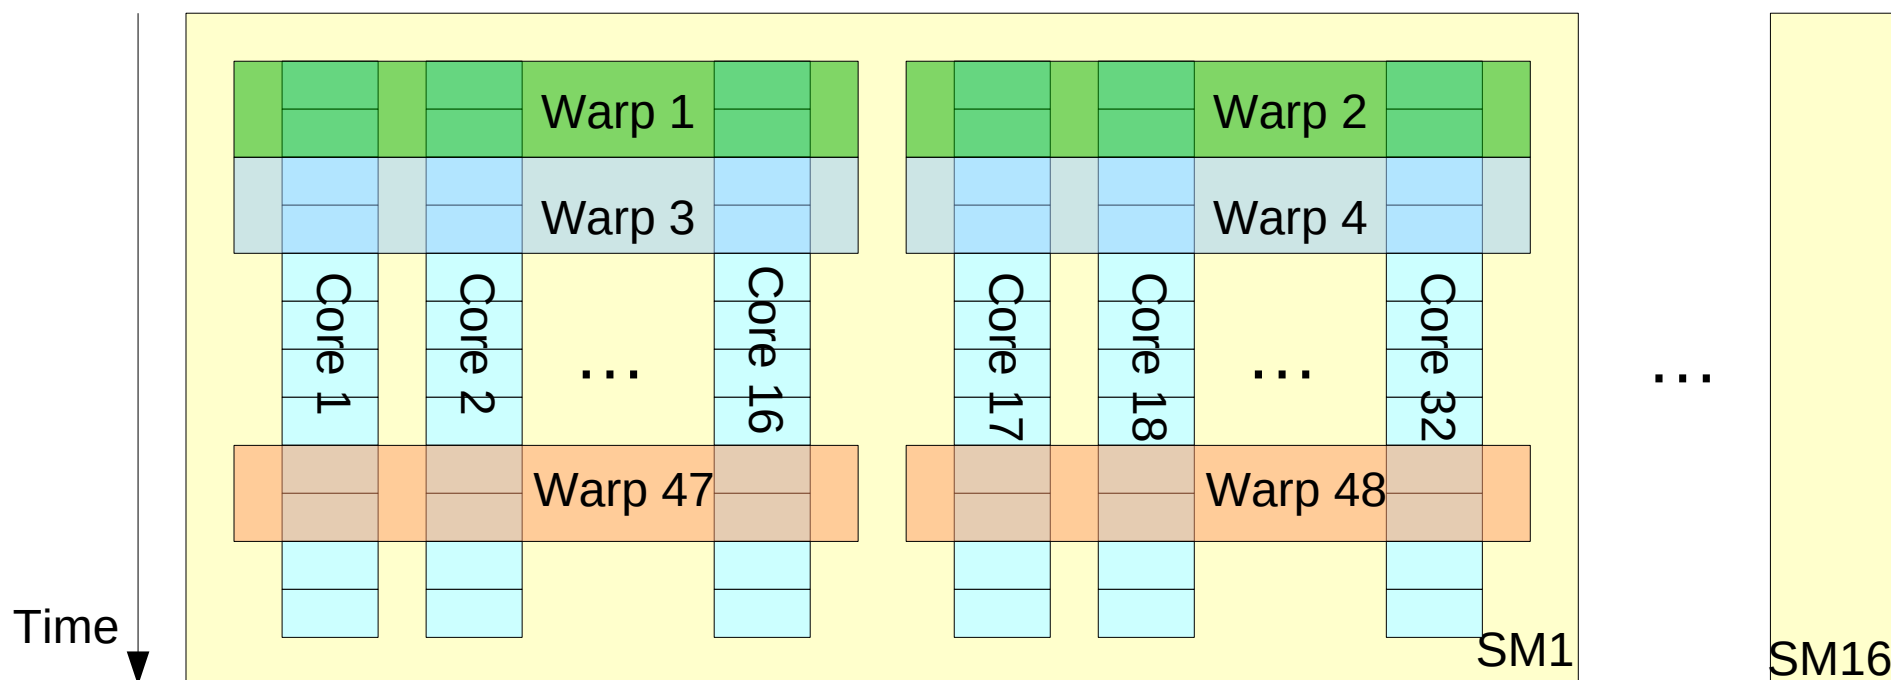 Warp 1
Warp 2
Warp 3
Warp 4
Core 1
Core 2
...
Core 16
Core 17
Core 18
...
Core 32
...
Warp 47
Warp 48
Time
SM1
SM16